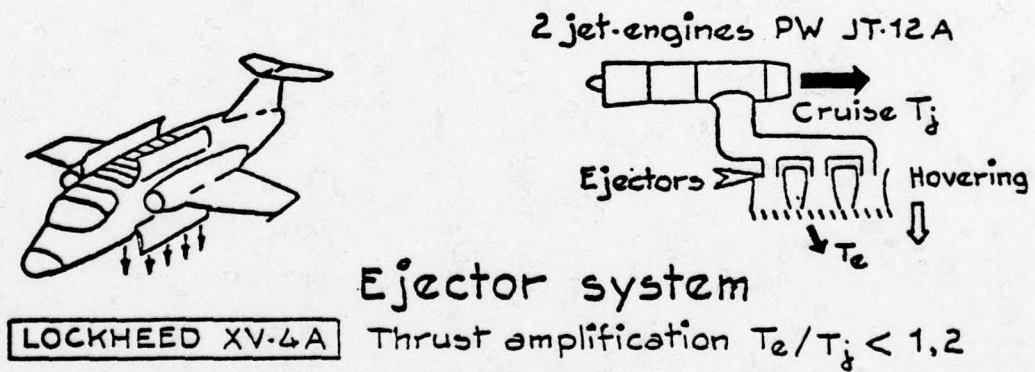 2 jet-engines PW JT-12A
Cruise Tj
Ejectors
Hovering
Te
Ejector system
LOCKHEED XV-4A
Thrust amplification Te/Tj < 1,2